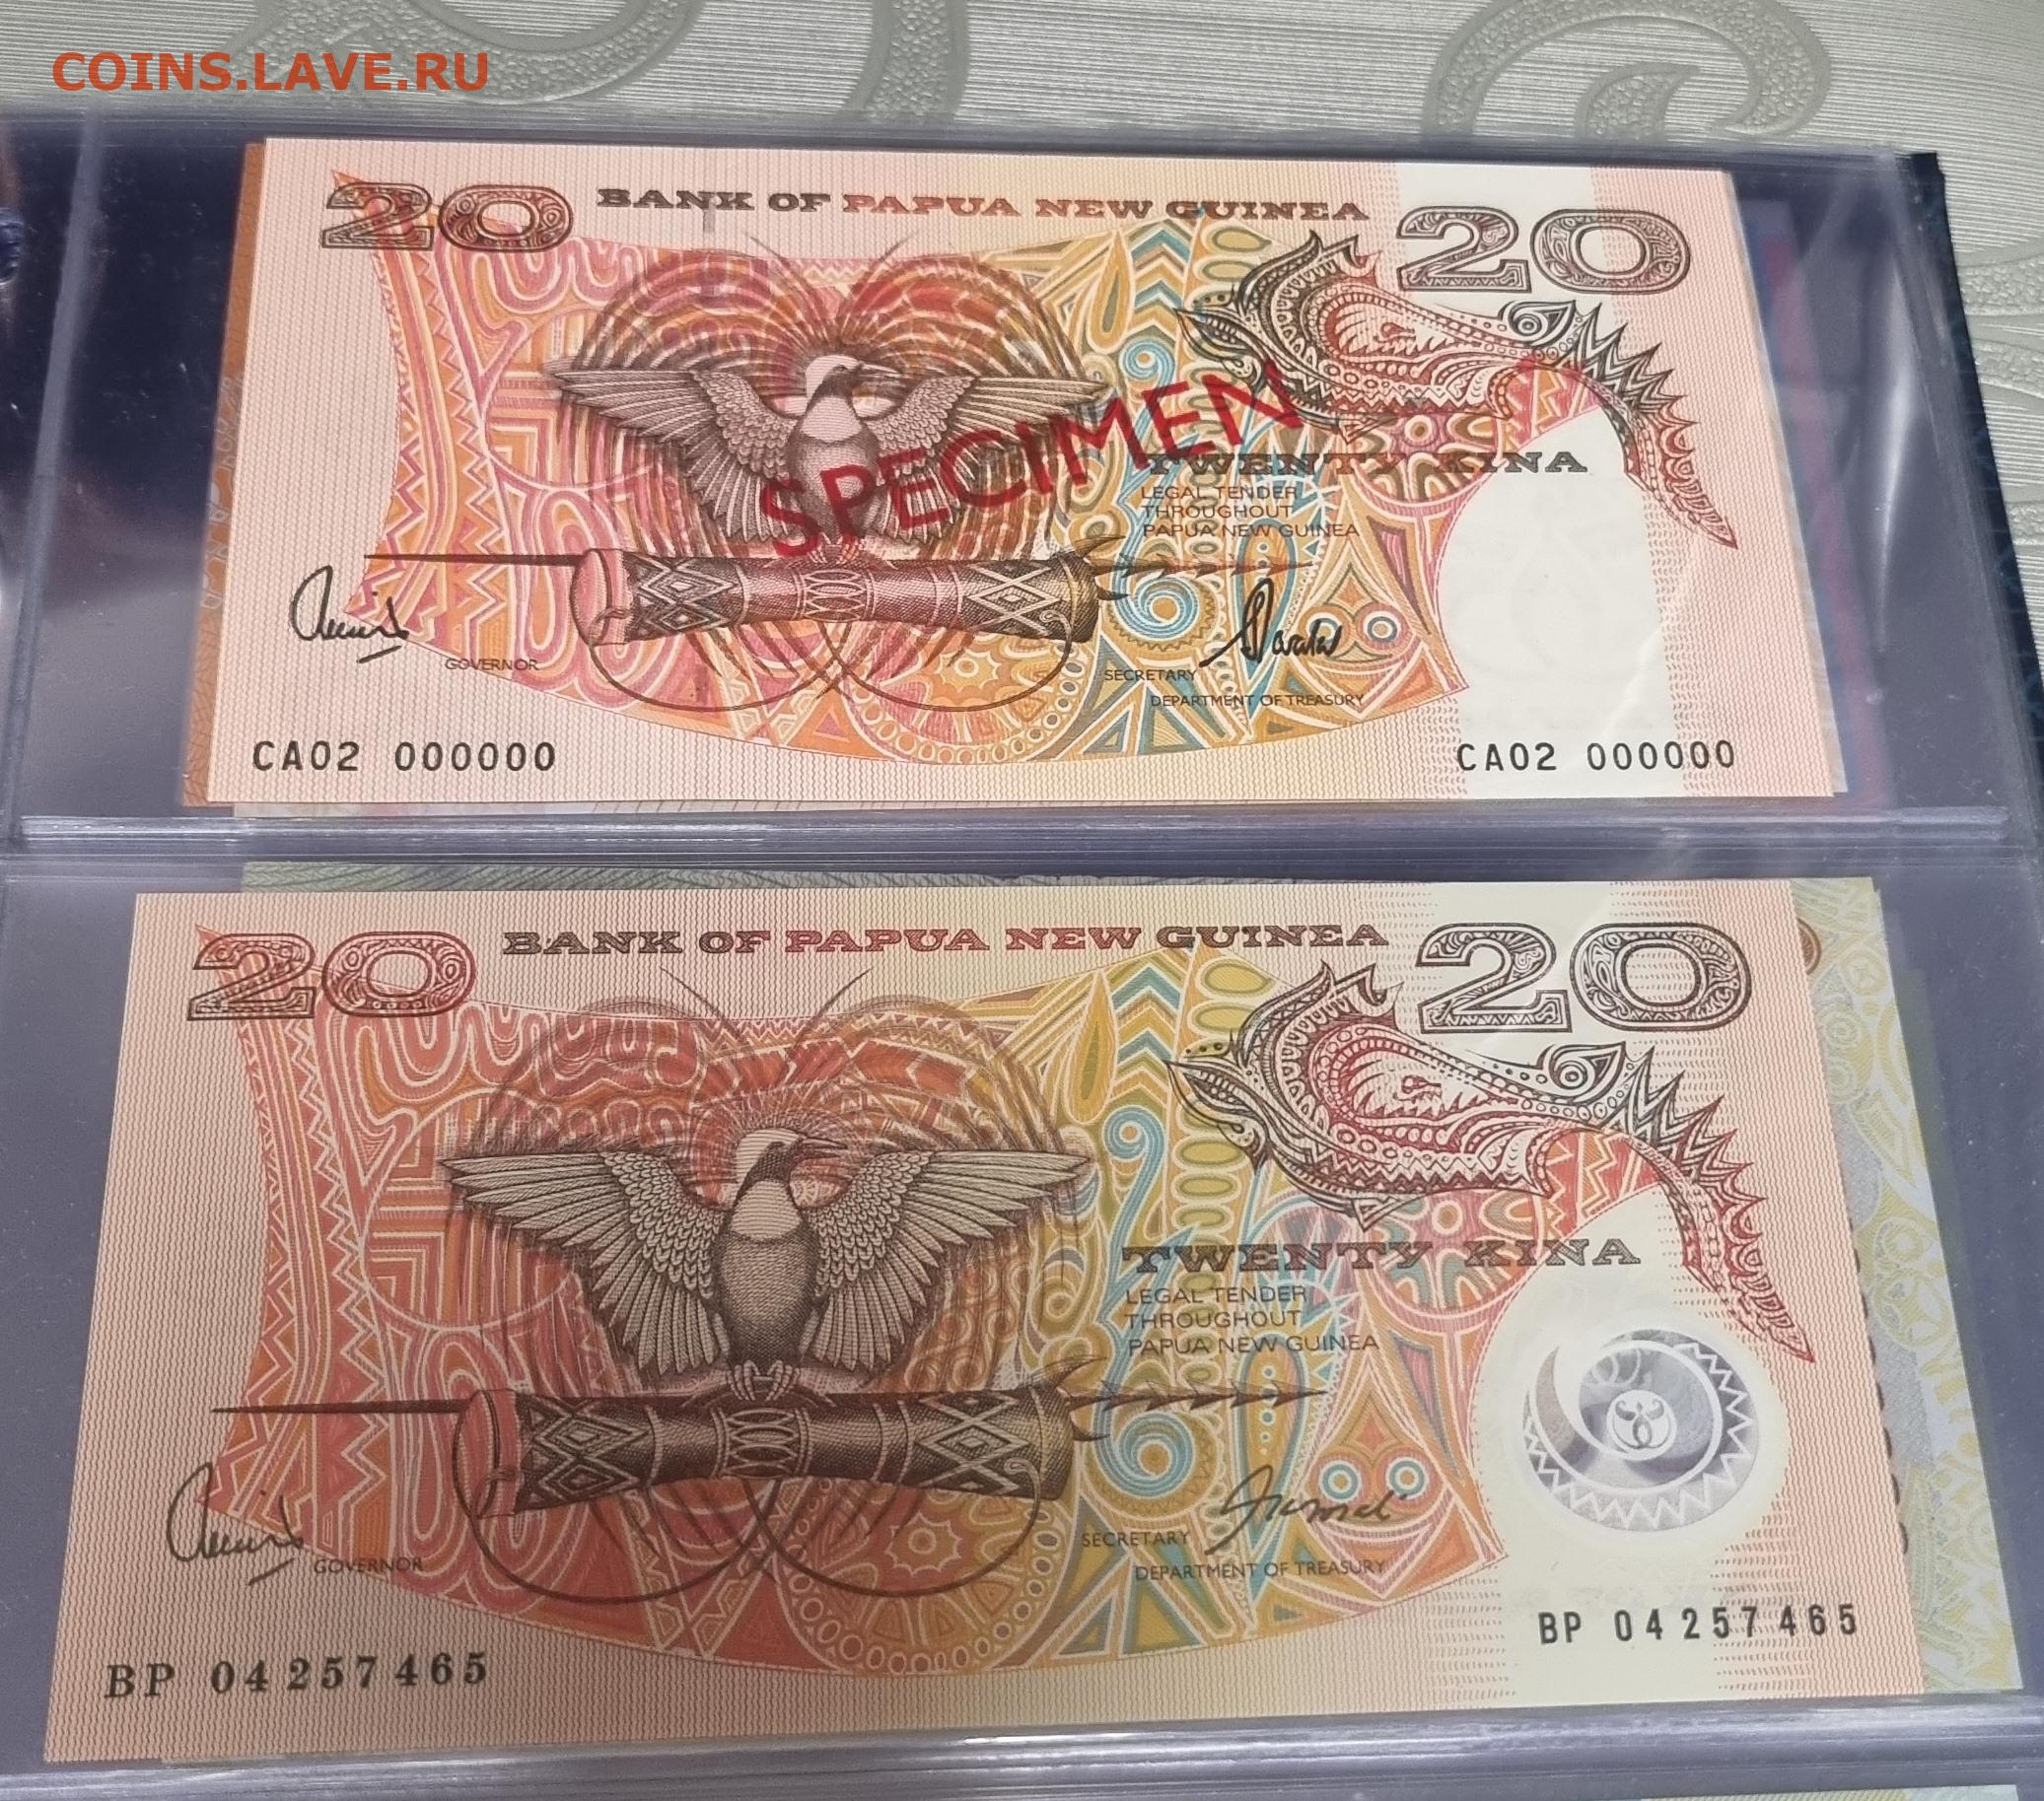 COINS.LAVE.RU
20 BANK OF PAPUA NEW GUINEA 20
SPECIMEN
TWENTY KINA
LEGAL TENDER
THROUGHOUT
PAPUA NEW GUINEA
GOVERNOR
SECRETARY
DEPARTMENT OF TREASURY
CA02 000000
CA02 000000
20 BANK OF PAPUA NEW GUINEA 20
TWENTY KINA
LEGAL TENDER
THROUGHOUT
PAPUA NEW GUINEA
GOVERNOR
SECRETARY
DEPARTMENT OF TREASURY
BP 04257465
BP 04257465